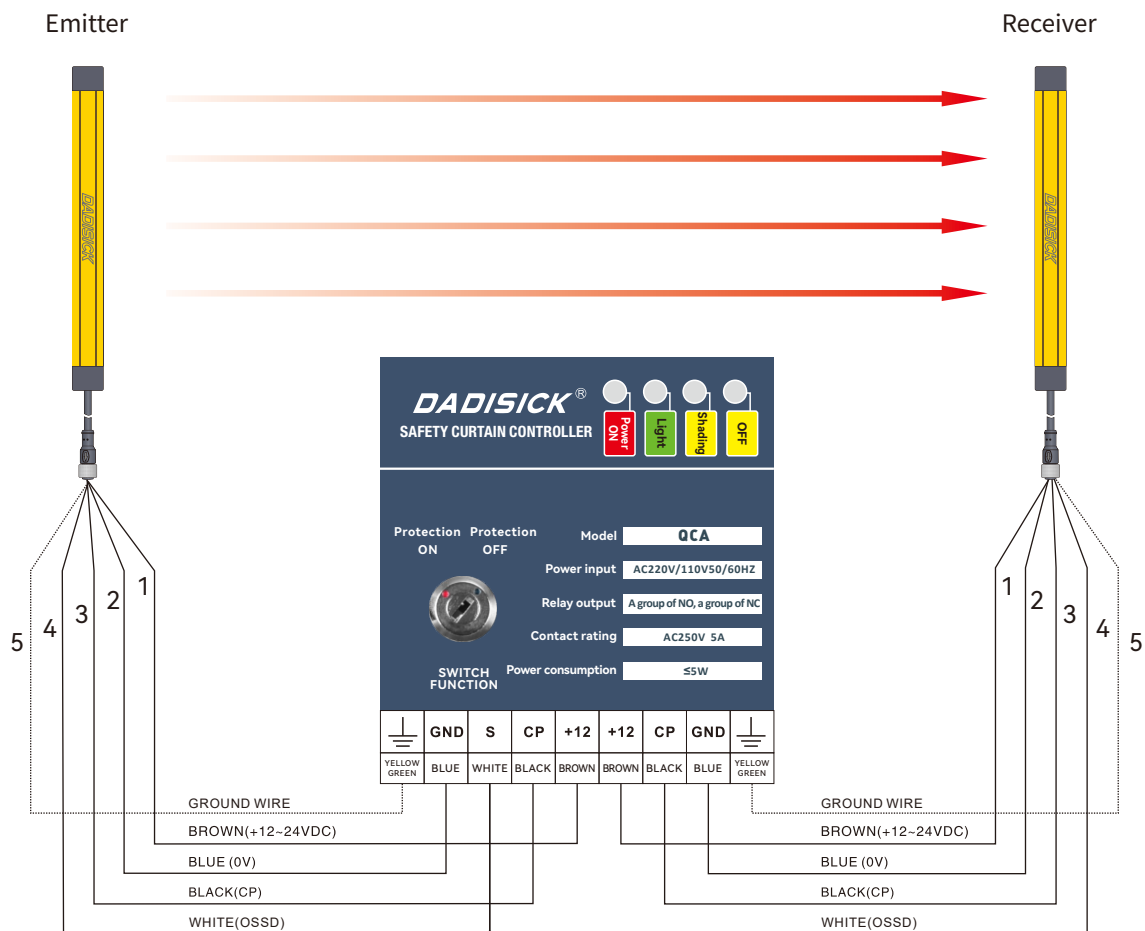 Emitter
Receiver
DADISICK
DADISICK
DADISICK®
SAFETY CURTAIN CONTROLLER
Power ON
Light
Shading
OFF
Protection ON
Protection OFF
SWITCH FUNCTION
Model QCA
Power input AC220V/110V50/60HZ
Relay output A group of NO, a group of NC
Contact rating AC250V 5A
Power consumption ≤5W
1
2
3
4
5
1
2
3
4
5
GND S CP +12 +12 CP GND
YELLOW GREEN BLUE WHITE BLACK BROWN BROWN BLACK BLUE YELLOW GREEN
GROUND WIRE
BROWN(+12~24VDC)
BLUE (0V)
BLACK(CP)
WHITE(OSSD)
GROUND WIRE
BROWN(+12~24VDC)
BLUE (0V)
BLACK(CP)
WHITE(OSSD)